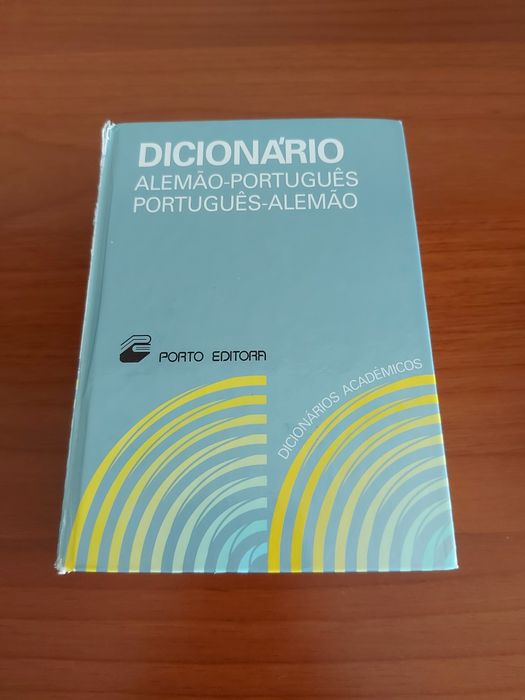 DICIONÁRIO
ALEMÃO-PORTUGUÊS
PORTUGUÊS-ALEMÃO
PORTO EDITORA
DICIONÁRIOS ACADÉMICOS